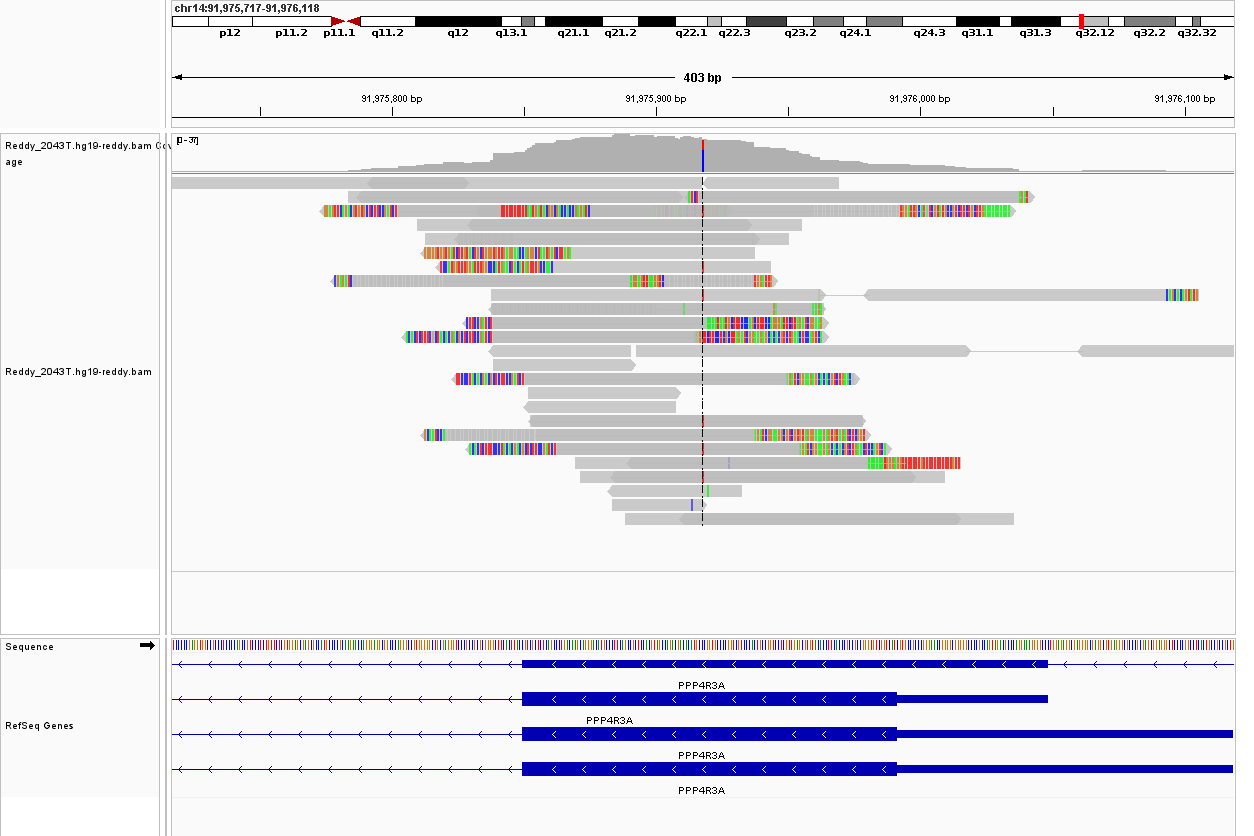 chr14:91,975,717-91,976,118
p12 p11.2 p11.1 q11.2 q12 q13.1 q21.1 q21.2 q22.1 q22.3 q23.2 q24.1 q24.3 q31.1 q31.3 q32.12 q32.2 q32.32
403 bp
91,975,800 bp 91,975,900 bp 91,976,000 bp 91,976,100 bp
[0-37]
Reddy_2043T.hg19-reddy.bam Cov
age
Reddy_2043T.hg19-reddy.bam
Sequence
PPP4R3A
PPP4R3A
RefSeq Genes
PPP4R3A
PPP4R3A